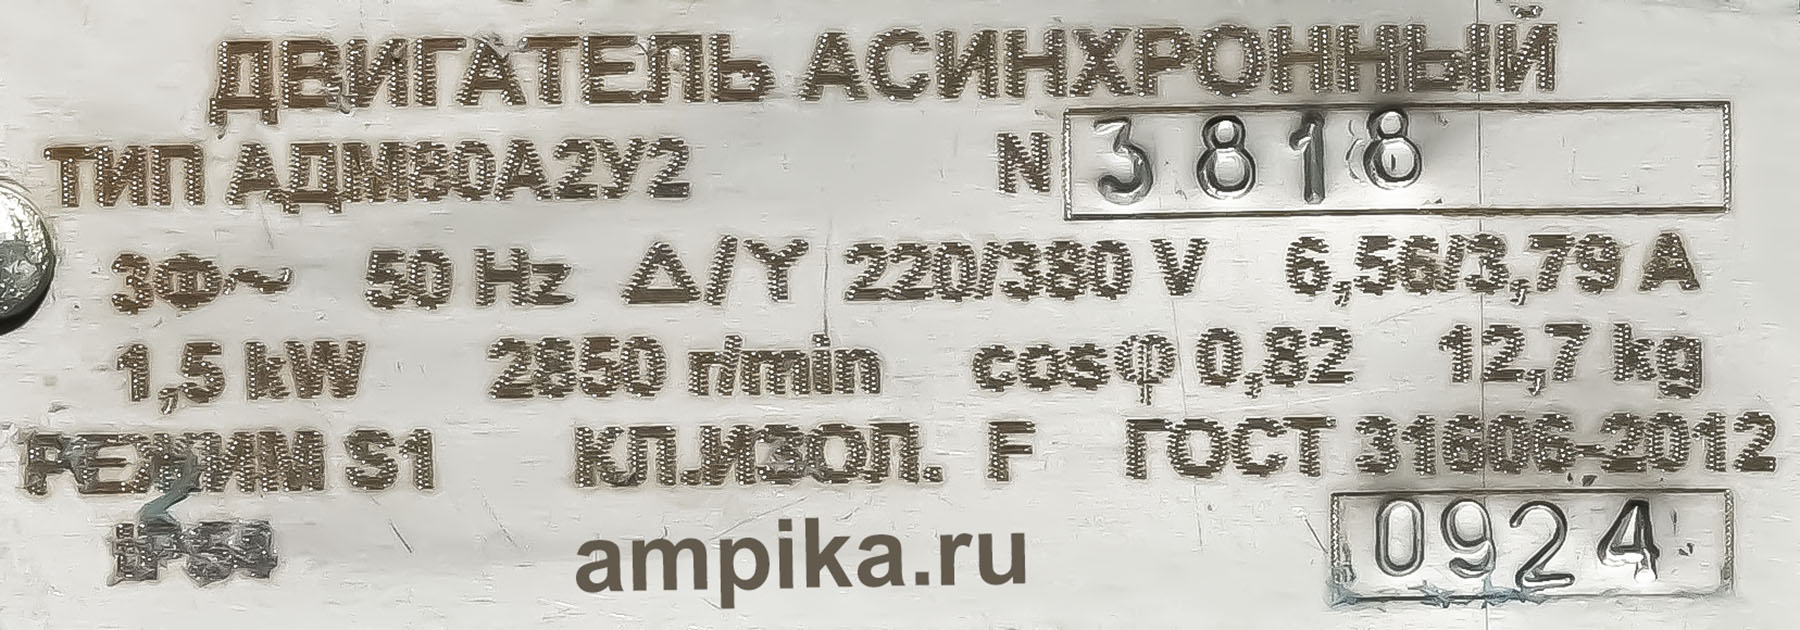 ДВИГАТЕЛЬ АСИНХРОННЫЙ
ТИП АДМ80А2У2 N 3818
3Ф~ 50 Hz Δ/Y 220/380 V 6,56/3,79 A
1,5 kW 2850 r/min cosφ 0,82 12,7 kg
РЕЖИМ S1 КЛ.ИЗОЛ. F ГОСТ 31606-2012
IP54 ampika.ru 0924